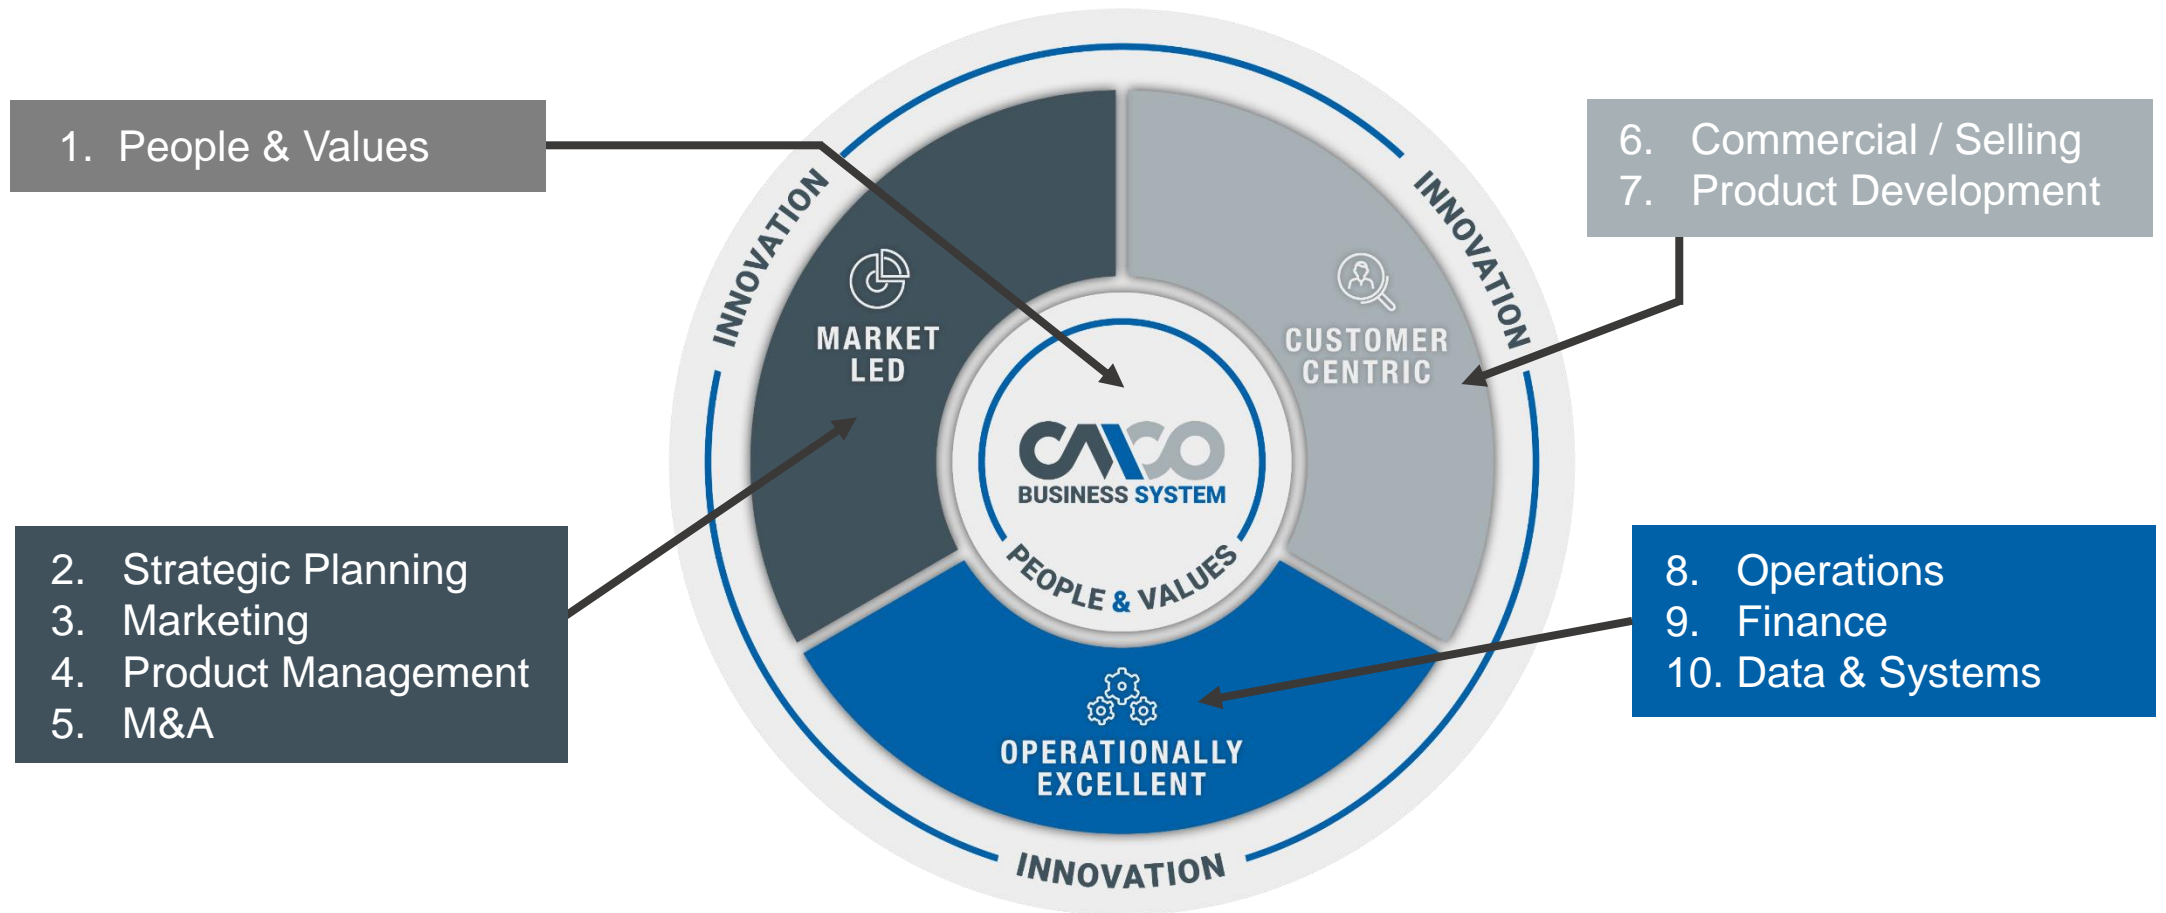 1. People & Values
2. Strategic Planning
3. Marketing
4. Product Management
5. M&A
6. Commercial / Selling
7. Product Development
8. Operations
9. Finance
10. Data & Systems
INNOVATION
INNOVATION
MARKET
LED
CUSTOMER
CENTRIC
BUSINESS SYSTEM
PEOPLE & VALUES
OPERATIONALLY
EXCELLENT
INNOVATION